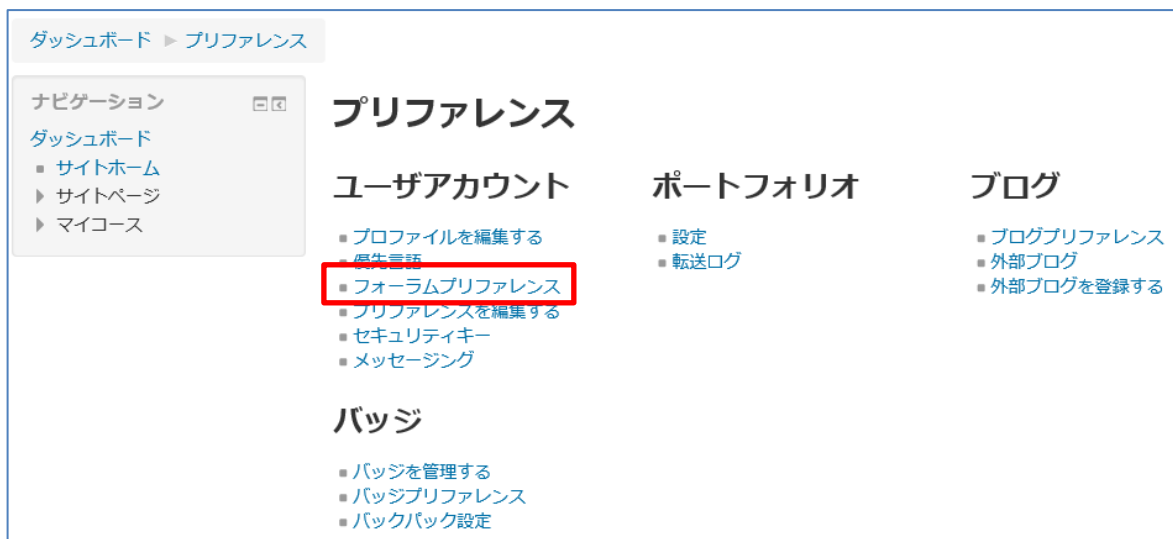 ダッシュボード ▶ プリファレンス
ナビゲーション
ダッシュボード
サイトホーム
サイトページ
マイコース
プリファレンス
ユーザアカウント
プロファイルを編集する
優先言語
フォーラムプリファレンス
プリファレンスを編集する
セキュリティキー
メッセージング
ポートフォリオ
設定
転送ログ
ブログ
ブログプリファレンス
外部ブログ
外部ブログを登録する
バッジ
バッジを管理する
バッジプリファレンス
バックパック設定